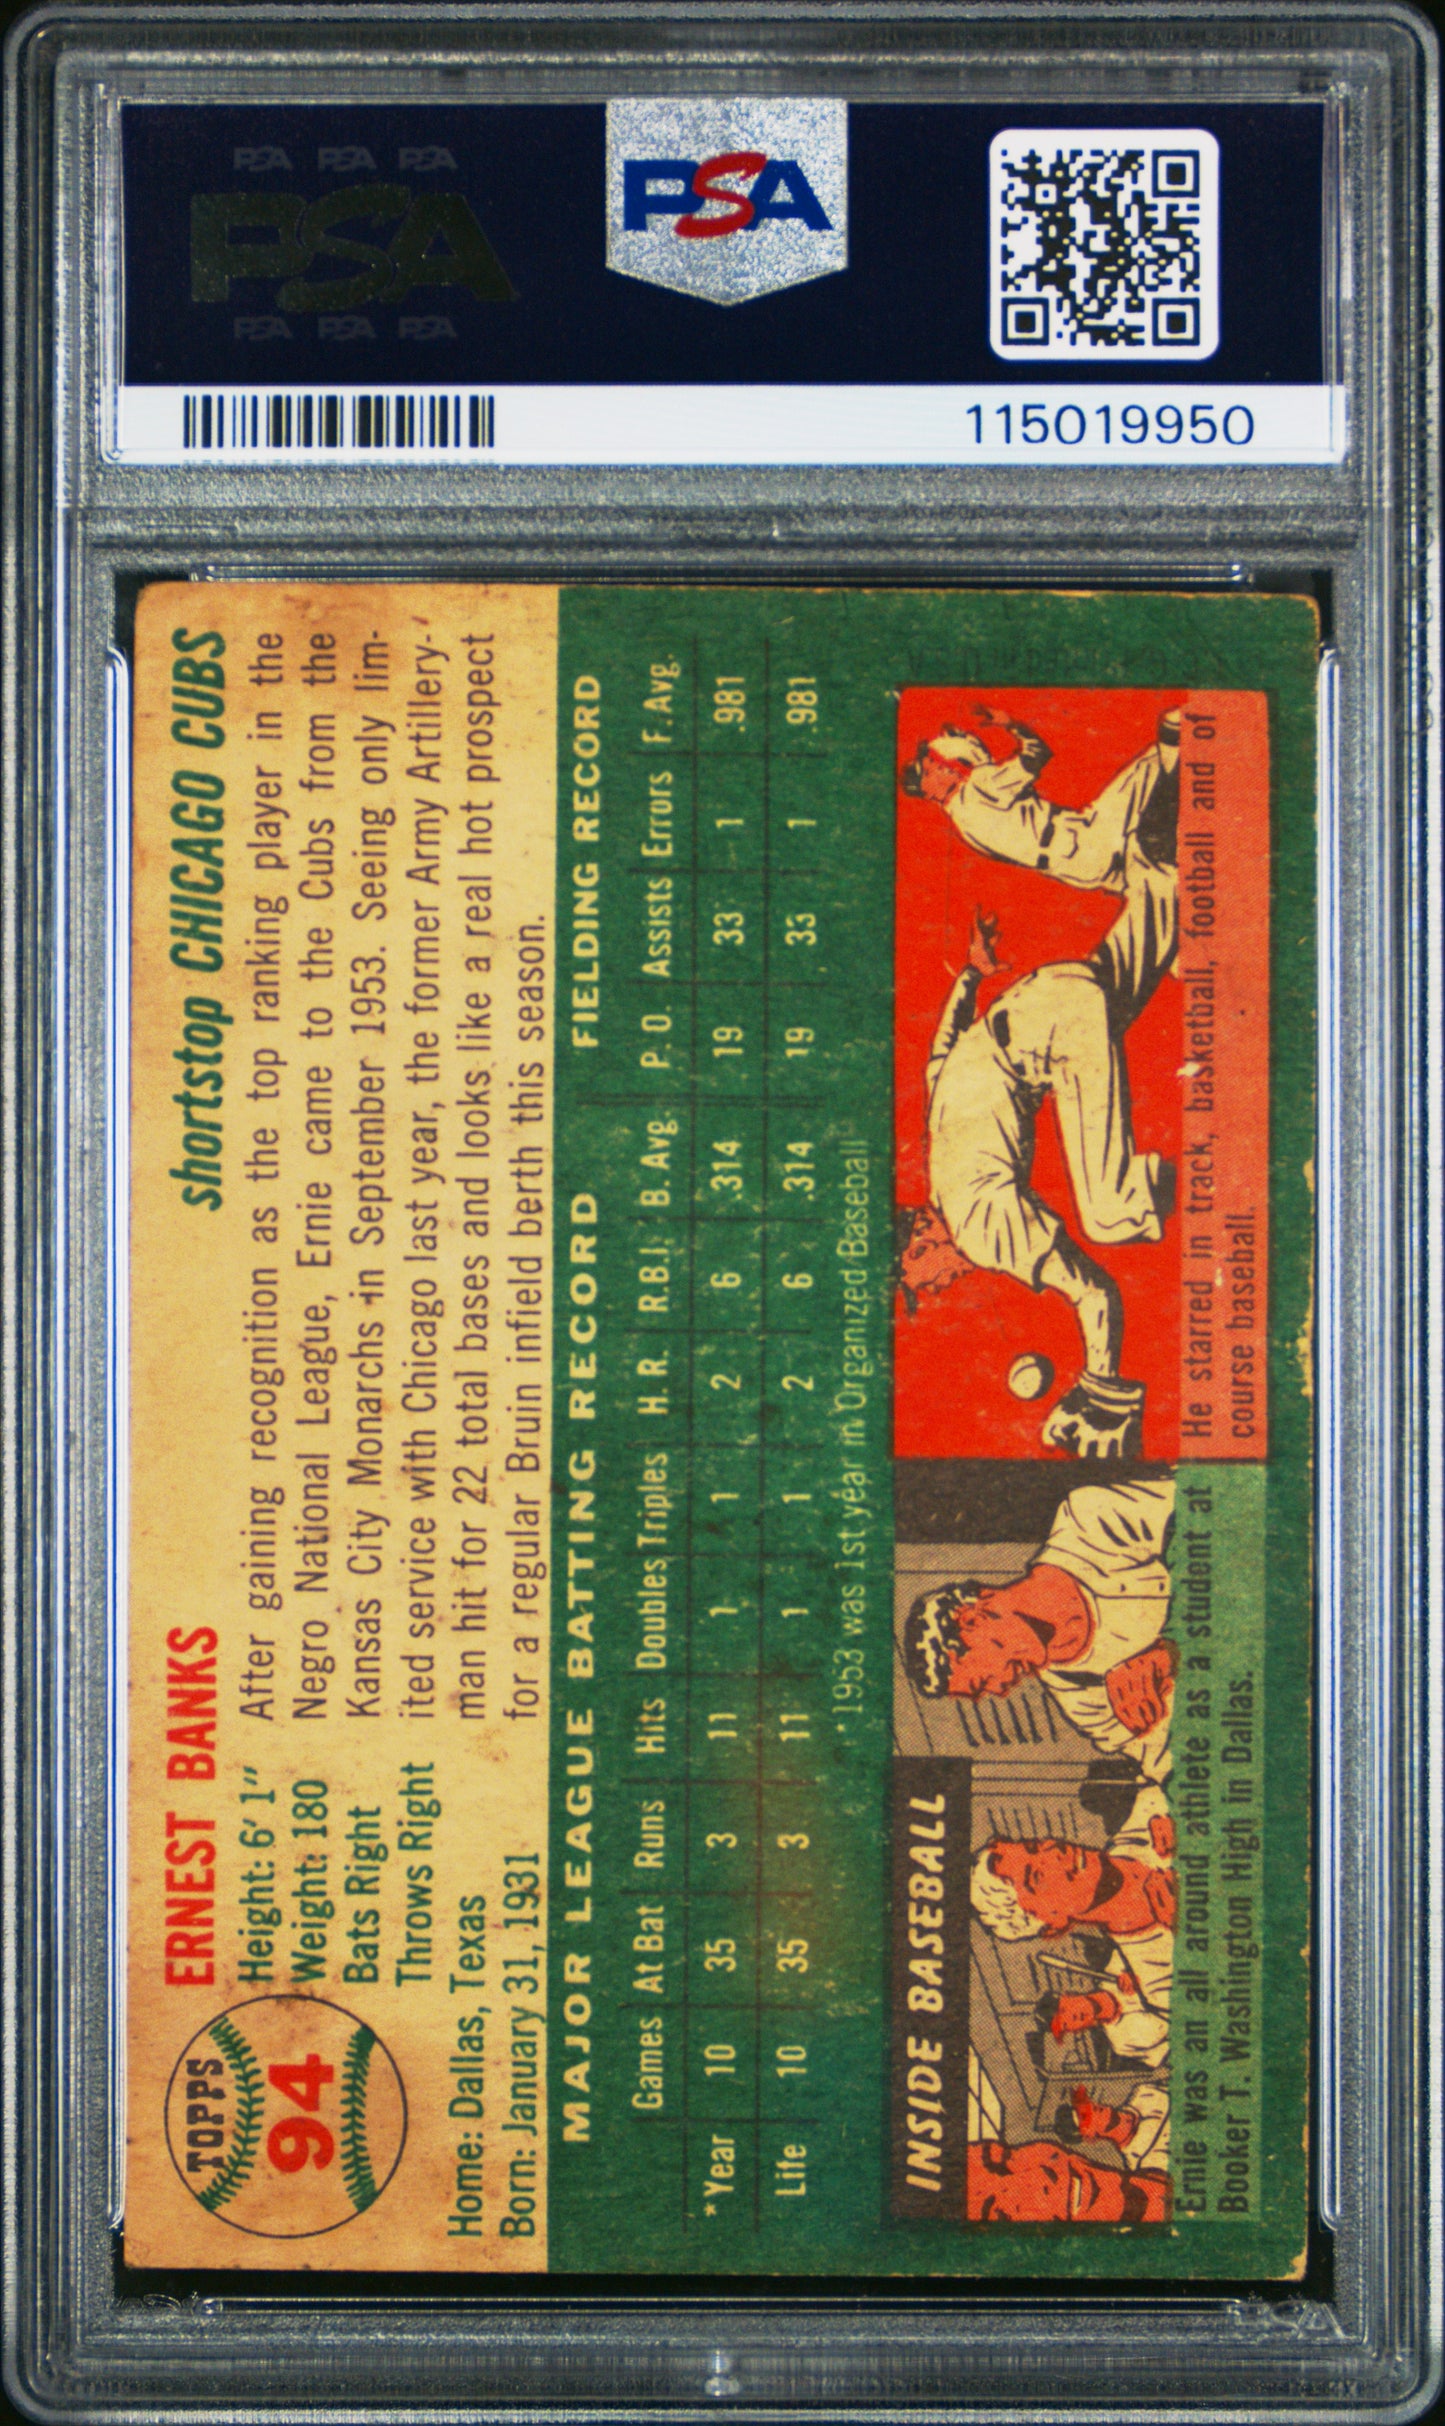 PSA PSA PSA
PSA
PSA PSA PSA
PSA
115019950
TOPPS
94
ERNEST BANKS
shortstop CHICAGO CUBS
Height: 6' 1"
Weight: 180
Bats Right
Throws Right
Home: Dallas, Texas
Born: January 31, 1931
After gaining recognition as the top ranking player in the
Negro National League, Ernie came to the Cubs from the
Kansas City Monarchs in September 1953. Seeing only lim-
ited service with Chicago last year, the former Army Artillery-
man hit for 22 total bases and looks like a real hot prospect
for a regular Bruin infield berth this season.
MAJOR LEAGUE BATTING RECORD FIELDING RECORD
Games At Bat Runs Hits Doubles Triples H. R. R.B.I. B. Avg. P. O. Assists Errors F. Avg.
*Year 10 35 3 11 1 1 2 6 .314 19 33 1 .981
Life 10 35 3 11 1 1 2 6 .314 19 33 1 .981
*1953 was 1st year in Organized Baseball
INSIDE BASEBALL
Ernie was an all around athlete as a student at
Booker T. Washington High in Dallas.
He starred in track, basketball, football and of
course baseball.
PSA